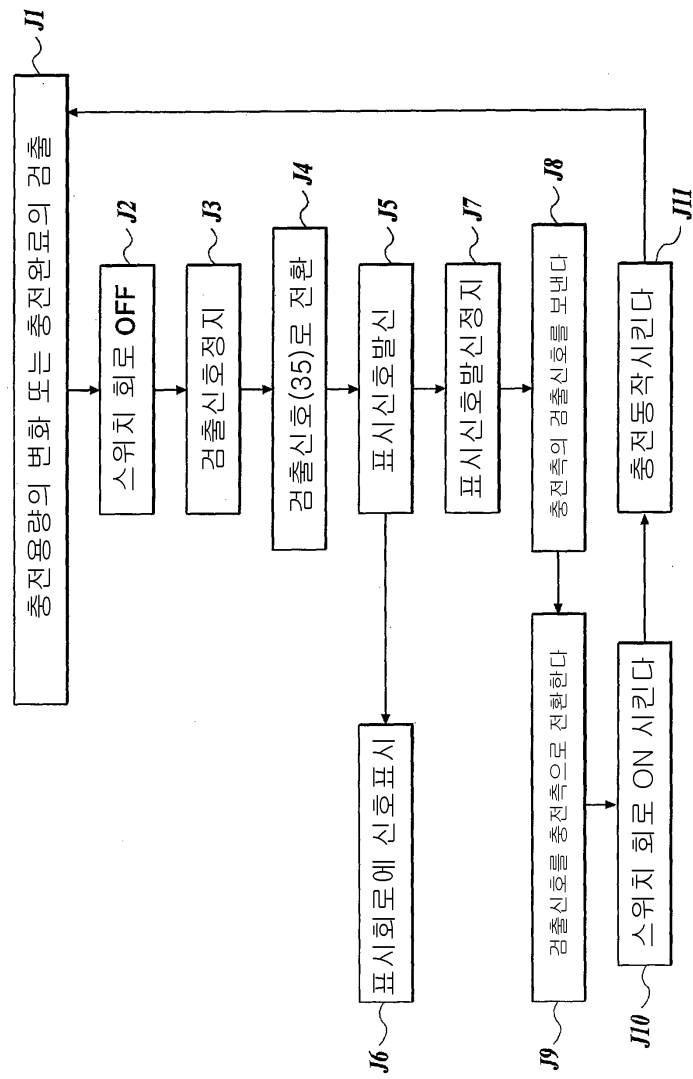 충전용량의 변화 또는 충전완료의 검출
J1
스위치 회로 OFF
J2
검출신호정지
J3
검출신호(35)로 전환
J4
표시신호발신
J5
표시회로에 신호표시
J6
표시신호발신정지
J7
충전측의 검출신호를 보낸다
J8
검출신호를 충전측으로 전환한다
J9
스위치 회로 ON 시킨다
J10
충전동작시킨다
J11